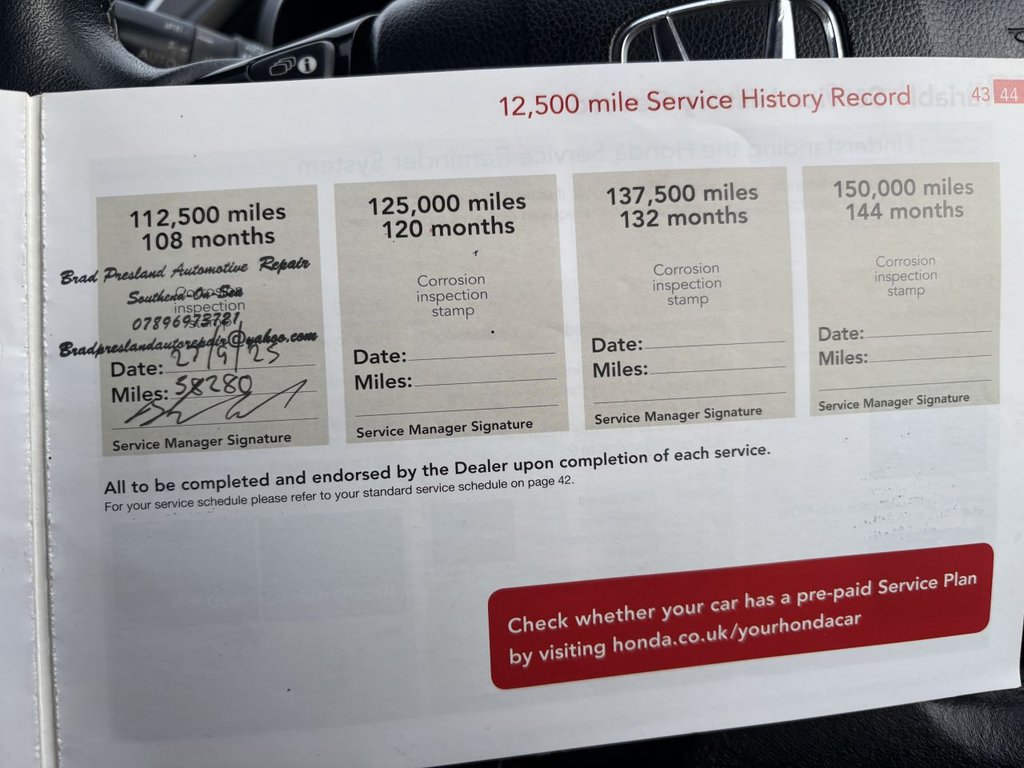 12,500 mile Service History Record
43 44
112,500 miles
108 months
Brad Presland Automotive Repair
Southend-On-Sea
Corrosion
inspection
07896973781
Bradpreslandautorepair@yahoo.com
Date: 27/9/25
Miles: 58280
Service Manager Signature
125,000 miles
120 months
Corrosion
inspection
stamp
Date:
Miles:
Service Manager Signature
137,500 miles
132 months
Corrosion
inspection
stamp
Date:
Miles:
Service Manager Signature
150,000 miles
144 months
Corrosion
inspection
stamp
Date:
Miles:
Service Manager Signature
All to be completed and endorsed by the Dealer upon completion of each service.
For your service schedule please refer to your standard service schedule on page 42.
Check whether your car has a pre-paid Service Plan
by visiting honda.co.uk/yourhondacar